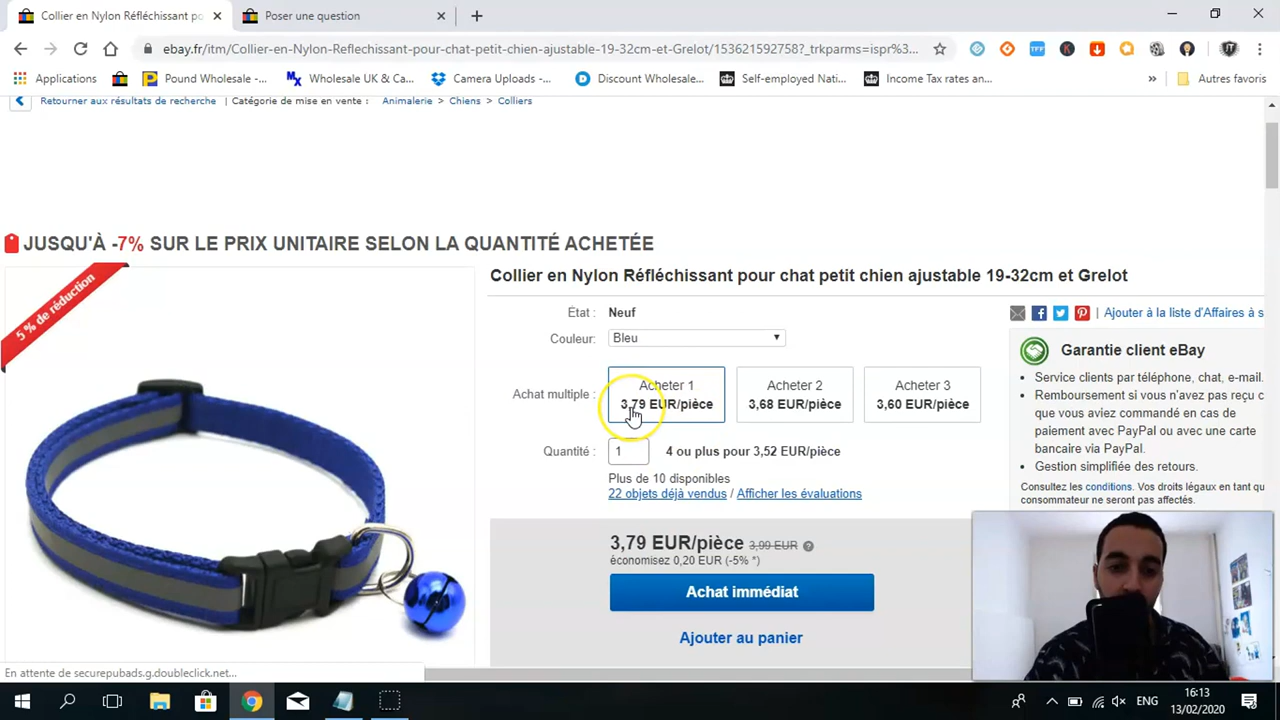 Collier en Nylon Réfléchissant po
Poser une question
ebay.fr/itm/Collier-en-Nylon-Reflechissant-pour-chat-petit-chien-ajustable-19-32cm-et-Grelot/153621592758?_trkparms=ispr%3...
TFF
K
JT
Applications
Pound Wholesale -...
Wholesale UK & Ca...
Camera Uploads -...
Discount Wholesale...
Self-employed Nati...
Income Tax rates an...
»
Autres favoris
Retourner aux résultats de recherche | Catégorie de mise en vente : Animalerie > Chiens > Colliers
JUSQU'À -7% SUR LE PRIX UNITAIRE SELON LA QUANTITÉ ACHETÉE
5 % de réduction
Collier en Nylon Réfléchissant pour chat petit chien ajustable 19-32cm et Grelot
État : Neuf
Couleur: Bleu
Achat multiple :
Acheter 1
3,79 EUR/pièce
Acheter 2
3,68 EUR/pièce
Acheter 3
3,60 EUR/pièce
Quantité : 1 4 ou plus pour 3,52 EUR/pièce
Plus de 10 disponibles
22 objets déjà vendus / Afficher les évaluations
3,79 EUR/pièce 3,99 EUR
économisez 0,20 EUR (-5% *)
Achat immédiat
Ajouter au panier
| Ajouter à la liste d'Affaires à s
Garantie client eBay
Service clients par téléphone, chat, e-mail.
Remboursement si vous n'avez pas reçu c
que vous aviez commandé en cas de
paiement avec PayPal ou avec une carte
bancaire via PayPal.
Gestion simplifiée des retours.
Consultez les conditions. Vos droits légaux en tant qu
consommateur ne seront pas affectés.
En attente de securepubads.g.doubleclick.net...
ENG
16:13
13/02/2020